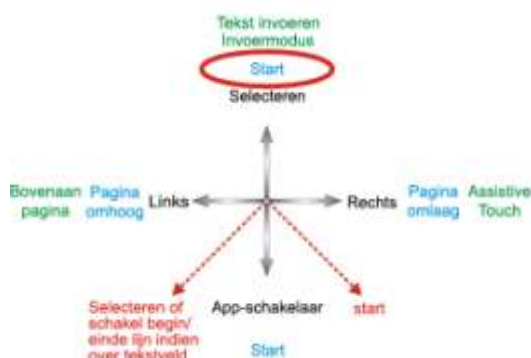 Tekst invoeren
Invoermodus
Start
Selecteren
Bovenaan pagina
Pagina omhoog
Links
Rechts
Pagina omlaag
Assistive Touch
Selecteren of
schakel begin/
einde lijn indien
over tekstveld
App-schakelaar
start
Start